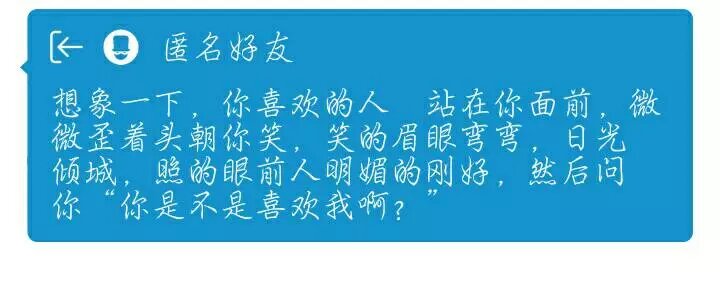 匿名好友
想象一下，你喜欢的人 站在你面前，微
微歪着头朝你笑，笑的眉眼弯弯，日光
倾城，照的眼前人明媚的刚好，然后问
你“你是不是喜欢我啊？”